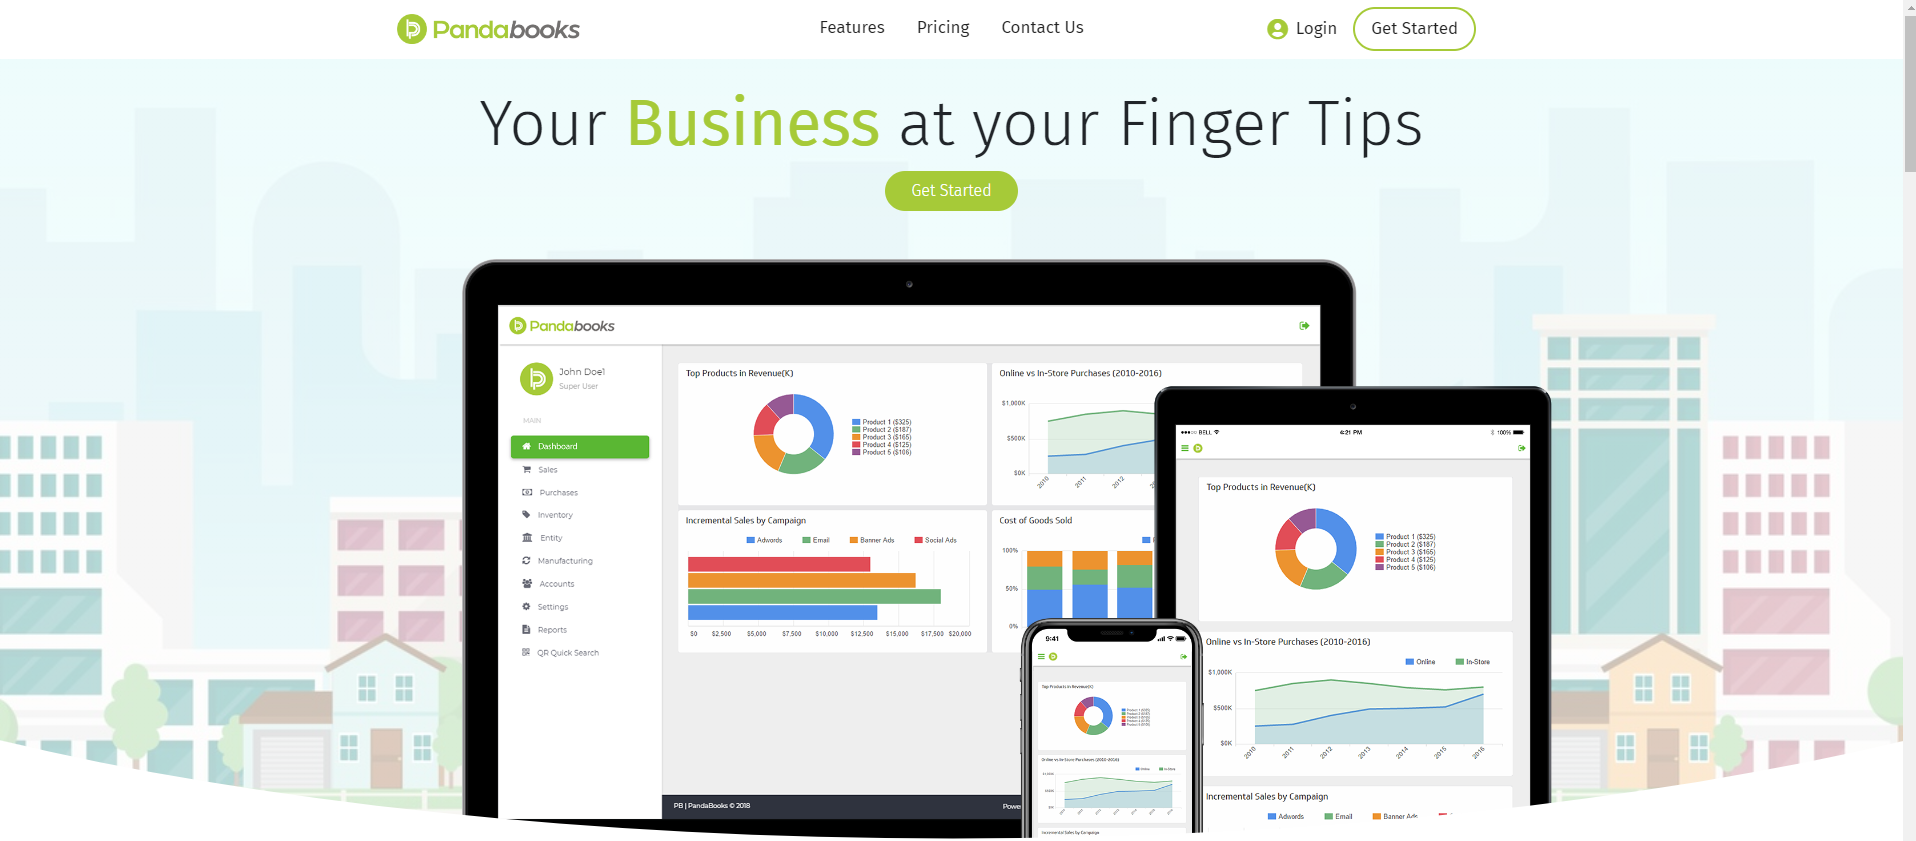 Pandabooks
Features Pricing Contact Us
Login Get Started
Your Business at your Finger Tips
Get Started
Pandabooks
John Doe1
Super User
MAIN
Dashboard
Sales
Purchases
Inventory
Entity
Manufacturing
Accounts
Settings
Reports
QR Quick Search
Top Products in Revenue(K)
Product 1 ($325)
Product 2 ($187)
Product 3 ($165)
Product 4 ($125)
Product 5 ($106)
Online vs In-Store Purchases (2010-2016)
$1,000K
$500K
$0K
2010 2011 2012
Incremental Sales by Campaign
Adwords Email Banner Ads Social Ads
$0 $2,500 $5,000 $7,500 $10,000 $12,500 $15,000 $17,500 $20,000
Cost of Goods Sold
100%
50%
0%
PB | PandaBooks © 2018
Powe
BELL 4:21 PM 100%
Top Products in Revenue(K)
Product 1 ($325)
Product 2 ($187)
Product 3 ($165)
Product 4 ($125)
Product 5 ($106)
Online vs In-Store Purchases (2010-2016)
Online In-Store
$1,000K
$500K
$0K
2010 2011 2012 2013 2014 2015 2016
Incremental Sales by Campaign
Adwords Email Banner Ads
9:41
Top Products in Revenue(K)
Online vs In-Store Purchases (2010-2016)
Online In-Store
Incremental Sales by Campaign